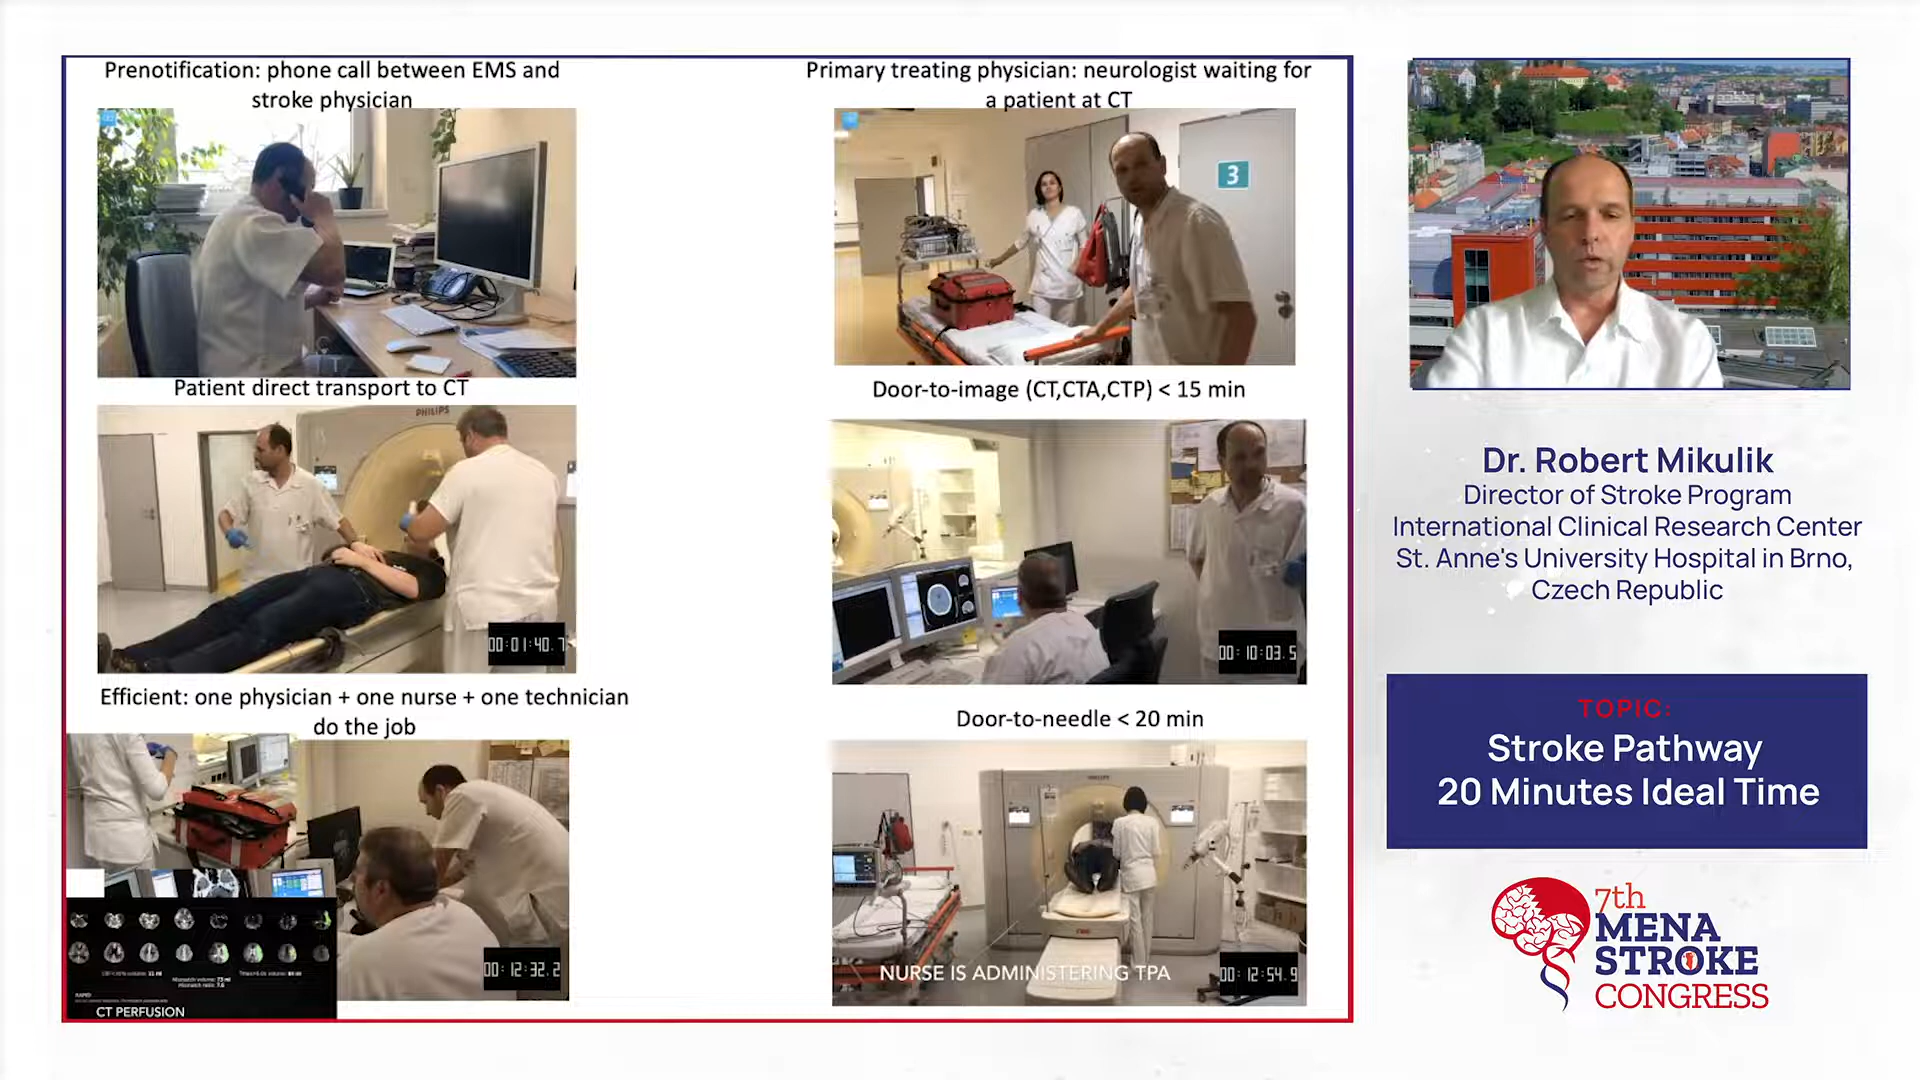 Prenotification: phone call between EMS and
stroke physician
Primary treating physician: neurologist waiting for
a patient at CT
3
Patient direct transport to CT
PHILIPS
00:01:40.7
Door-to-image (CT,CTA,CTP) < 15 min
00:10:03.5
Efficient: one physician + one nurse + one technician
do the job
00:12:32.2
RAPID
CT PERFUSION
Door-to-needle < 20 min
PHILIPS
NURSE IS ADMINISTERING TPA
00:12:54.9
Dr. Robert Mikulik
Director of Stroke Program
International Clinical Research Center
St. Anne's University Hospital in Brno,
Czech Republic
TOPIC:
Stroke Pathway
20 Minutes Ideal Time
7th
MENA
STROKE
CONGRESS